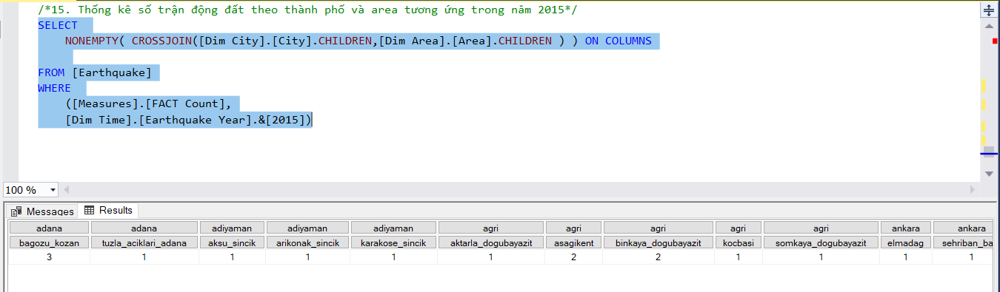 /*15. Thống kê số trận động đất theo thành phố và area tương ứng trong năm 2015*/
SELECT
NONEMPTY( CROSSJOIN([Dim City].[City].CHILDREN,[Dim Area].[Area].CHILDREN ) ) ON COLUMNS
FROM [Earthquake]
WHERE
([Measures].[FACT Count],
[Dim Time].[Earthquake Year].&[2015])
100 %
Messages Results
adana adana adiyaman adiyaman adiyaman agri agri agri agri agri ankara ankara
bagozu_kozan tuzla_aciklari_adana aksu_sincik arikonak_sincik karakose_sincik aktarla_dogubayazit asagikent binkaya_dogubayazit kocbasi somkaya_dogubayazit elmadag sehriban_ba
3 1 1 1 1 1 2 2 1 1 1 1